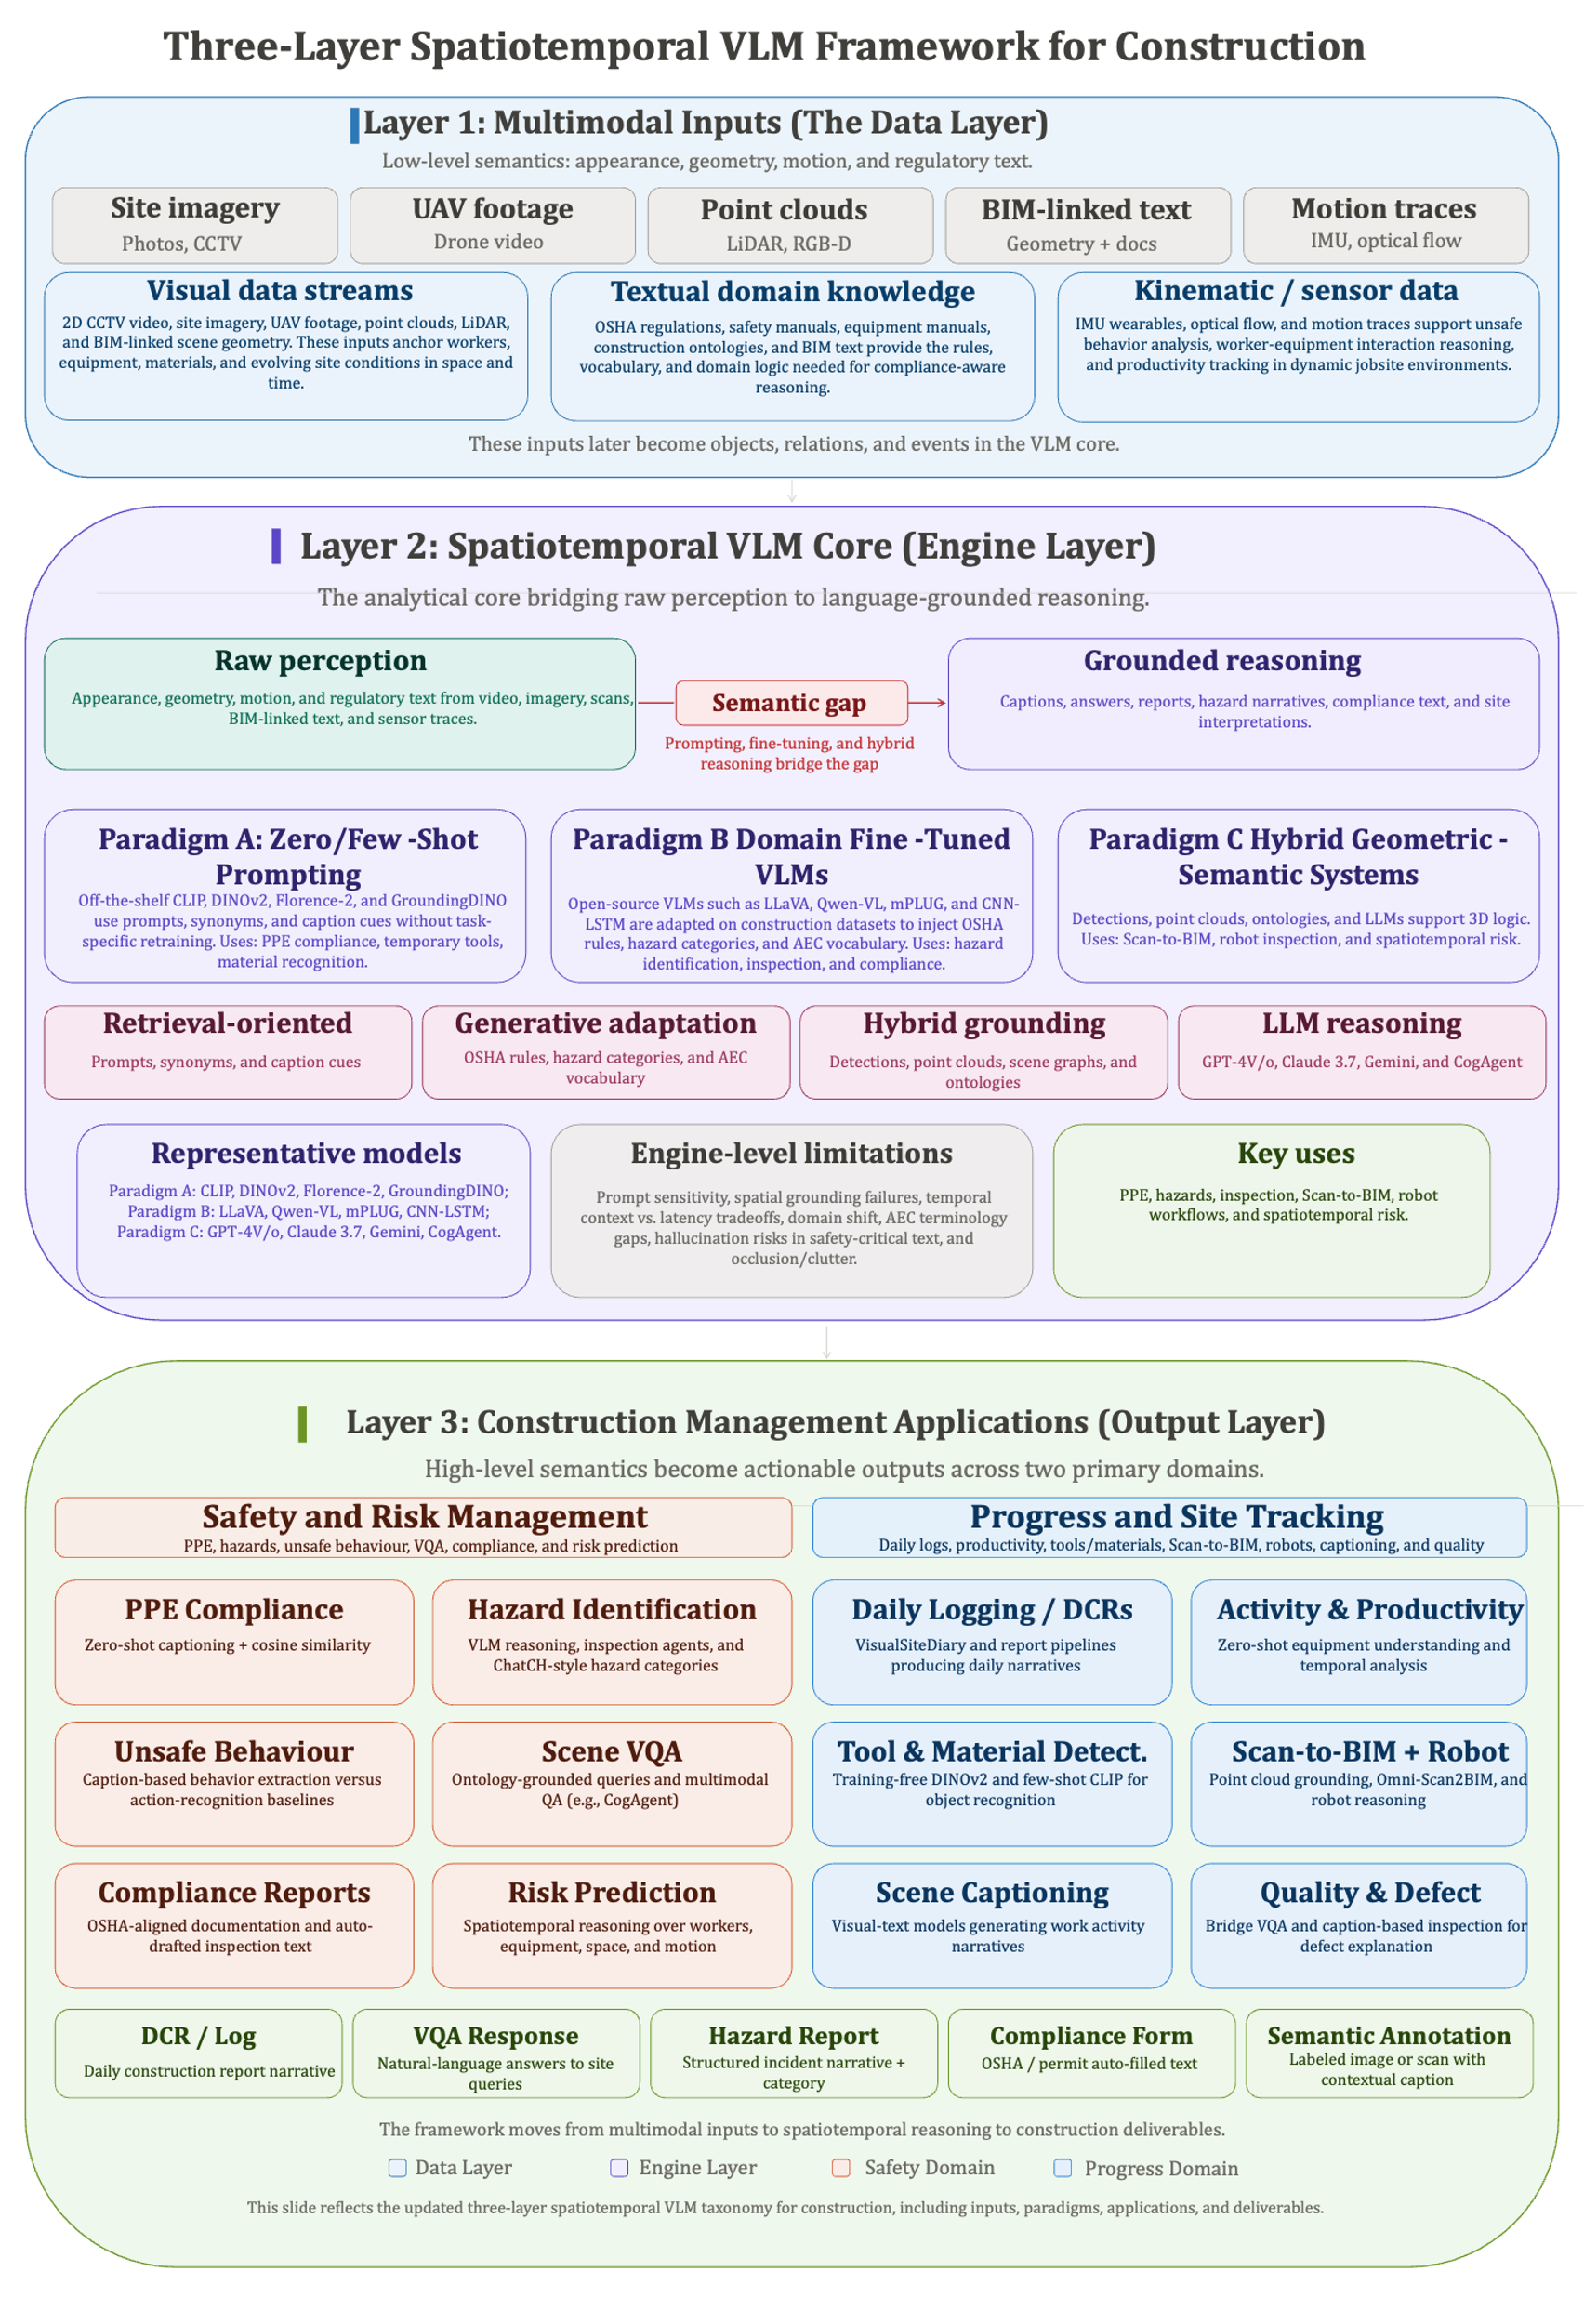 Three-Layer Spatiotemporal VLM Framework for Construction
Layer 1: Multimodal Inputs (The Data Layer)
Low-level semantics: appearance, geometry, motion, and regulatory text.
Site imagery
Photos, CCTV
UAV footage
Drone video
Point clouds
LiDAR, RGB-D
BIM-linked text
Geometry + docs
Motion traces
IMU, optical flow
Visual data streams
2D CCTV video, site imagery, UAV footage, point clouds, LiDAR,
and BIM-linked scene geometry. These inputs anchor workers,
equipment, materials, and evolving site conditions in space and
time.
Textual domain knowledge
OSHA regulations, safety manuals, equipment manuals,
construction ontologies, and BIM text provide the rules,
vocabulary, and domain logic needed for compliance-aware
reasoning.
Kinematic / sensor data
IMU wearables, optical flow, and motion traces support unsafe
behavior analysis, worker-equipment interaction reasoning,
and productivity tracking in dynamic jobsite environments.
These inputs later become objects, relations, and events in the VLM core.
Layer 2: Spatiotemporal VLM Core (Engine Layer)
The analytical core bridging raw perception to language-grounded reasoning.
Raw perception
Appearance, geometry, motion, and regulatory text from video, imagery, scans,
BIM-linked text, and sensor traces.
Semantic gap
Prompting, fine-tuning, and hybrid
reasoning bridge the gap
Grounded reasoning
Captions, answers, reports, hazard narratives, compliance text, and site
interpretations.
Paradigm A: Zero/Few -Shot
Prompting
Off-the-shelf CLIP, DINOv2, Florence-2, and GroundingDINO
use prompts, synonyms, and caption cues without task-
specific retraining. Uses: PPE compliance, temporary tools,
material recognition.
Paradigm B Domain Fine -Tuned
VLMs
Open-source VLMs such as LLaVA, Qwen-VL, mPLUG, and CNN-
LSTM are adapted on construction datasets to inject OSHA
rules, hazard categories, and AEC vocabulary. Uses: hazard
identification, inspection, and compliance.
Paradigm C Hybrid Geometric -
Semantic Systems
Detections, point clouds, ontologies, and LLMs support 3D logic.
Uses: Scan-to-BIM, robot inspection, and spatiotemporal risk.
Retrieval-oriented
Prompts, synonyms, and caption cues
Generative adaptation
OSHA rules, hazard categories, and AEC
vocabulary
Hybrid grounding
Detections, point clouds, scene graphs, and
ontologies
LLM reasoning
GPT-4V/o, Claude 3.7, Gemini, and CogAgent
Representative models
Paradigm A: CLIP, DINOv2, Florence-2, GroundingDINO;
Paradigm B: LLaVA, Qwen-VL, mPLUG, CNN-LSTM;
Paradigm C: GPT-4V/o, Claude 3.7, Gemini, CogAgent.
Engine-level limitations
Prompt sensitivity, spatial grounding failures, temporal
context vs. latency tradeoffs, domain shift, AEC terminology
gaps, hallucination risks in safety-critical text, and
occlusion/clutter.
Key uses
PPE, hazards, inspection, Scan-to-BIM, robot
workflows, and spatiotemporal risk.
Layer 3: Construction Management Applications (Output Layer)
High-level semantics become actionable outputs across two primary domains.
Safety and Risk Management
PPE, hazards, unsafe behaviour, VQA, compliance, and risk prediction
Progress and Site Tracking
Daily logs, productivity, tools/materials, Scan-to-BIM, robots, captioning, and quality
PPE Compliance
Zero-shot captioning + cosine similarity
Hazard Identification
VLM reasoning, inspection agents, and
ChatCH-style hazard categories
Daily Logging / DCRs
VisualSiteDiary and report pipelines
producing daily narratives
Activity & Productivity
Zero-shot equipment understanding and
temporal analysis
Unsafe Behaviour
Caption-based behavior extraction versus
action-recognition baselines
Scene VQA
Ontology-grounded queries and multimodal
QA (e.g., CogAgent)
Tool & Material Detect.
Training-free DINOv2 and few-shot CLIP for
object recognition
Scan-to-BIM + Robot
Point cloud grounding, Omni-Scan2BIM, and
robot reasoning
Compliance Reports
OSHA-aligned documentation and auto-
drafted inspection text
Risk Prediction
Spatiotemporal reasoning over workers,
equipment, space, and motion
Scene Captioning
Visual-text models generating work activity
narratives
Quality & Defect
Bridge VQA and caption-based inspection for
defect explanation
DCR / Log
Daily construction report narrative
VQA Response
Natural-language answers to site
queries
Hazard Report
Structured incident narrative +
category
Compliance Form
OSHA / permit auto-filled text
Semantic Annotation
Labeled image or scan with
contextual caption
The framework moves from multimodal inputs to spatiotemporal reasoning to construction deliverables.
Data Layer
Engine Layer
Safety Domain
Progress Domain
This slide reflects the updated three-layer spatiotemporal VLM taxonomy for construction, including inputs, paradigms, applications, and deliverables.